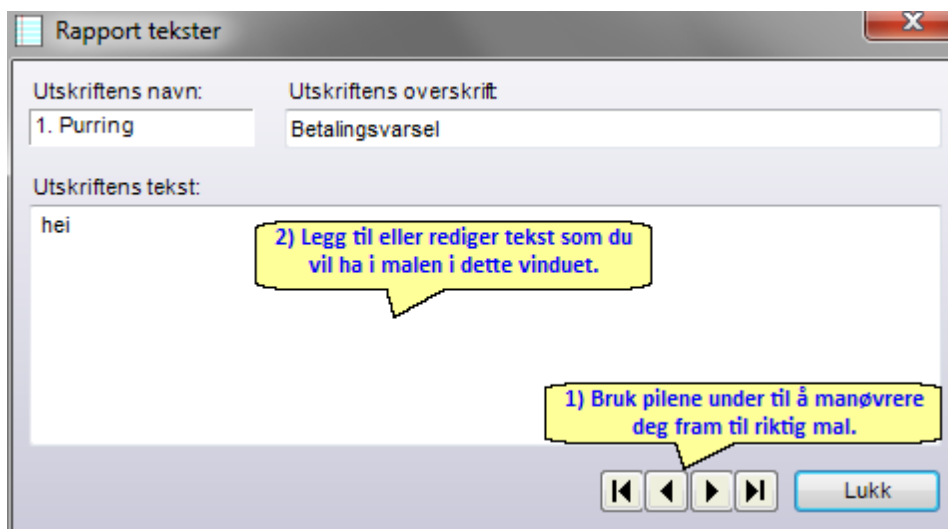 Rapport tekster
Utskriftens navn:
Utskriftens overskrift
1. Purring
Betalingsvarsel
Utskriftens tekst:
hei
2) Legg til eller rediger tekst som du
vil ha i malen i dette vinduet.
1) Bruk pilene under til å manøvrere
deg fram til riktig mal.
Lukk